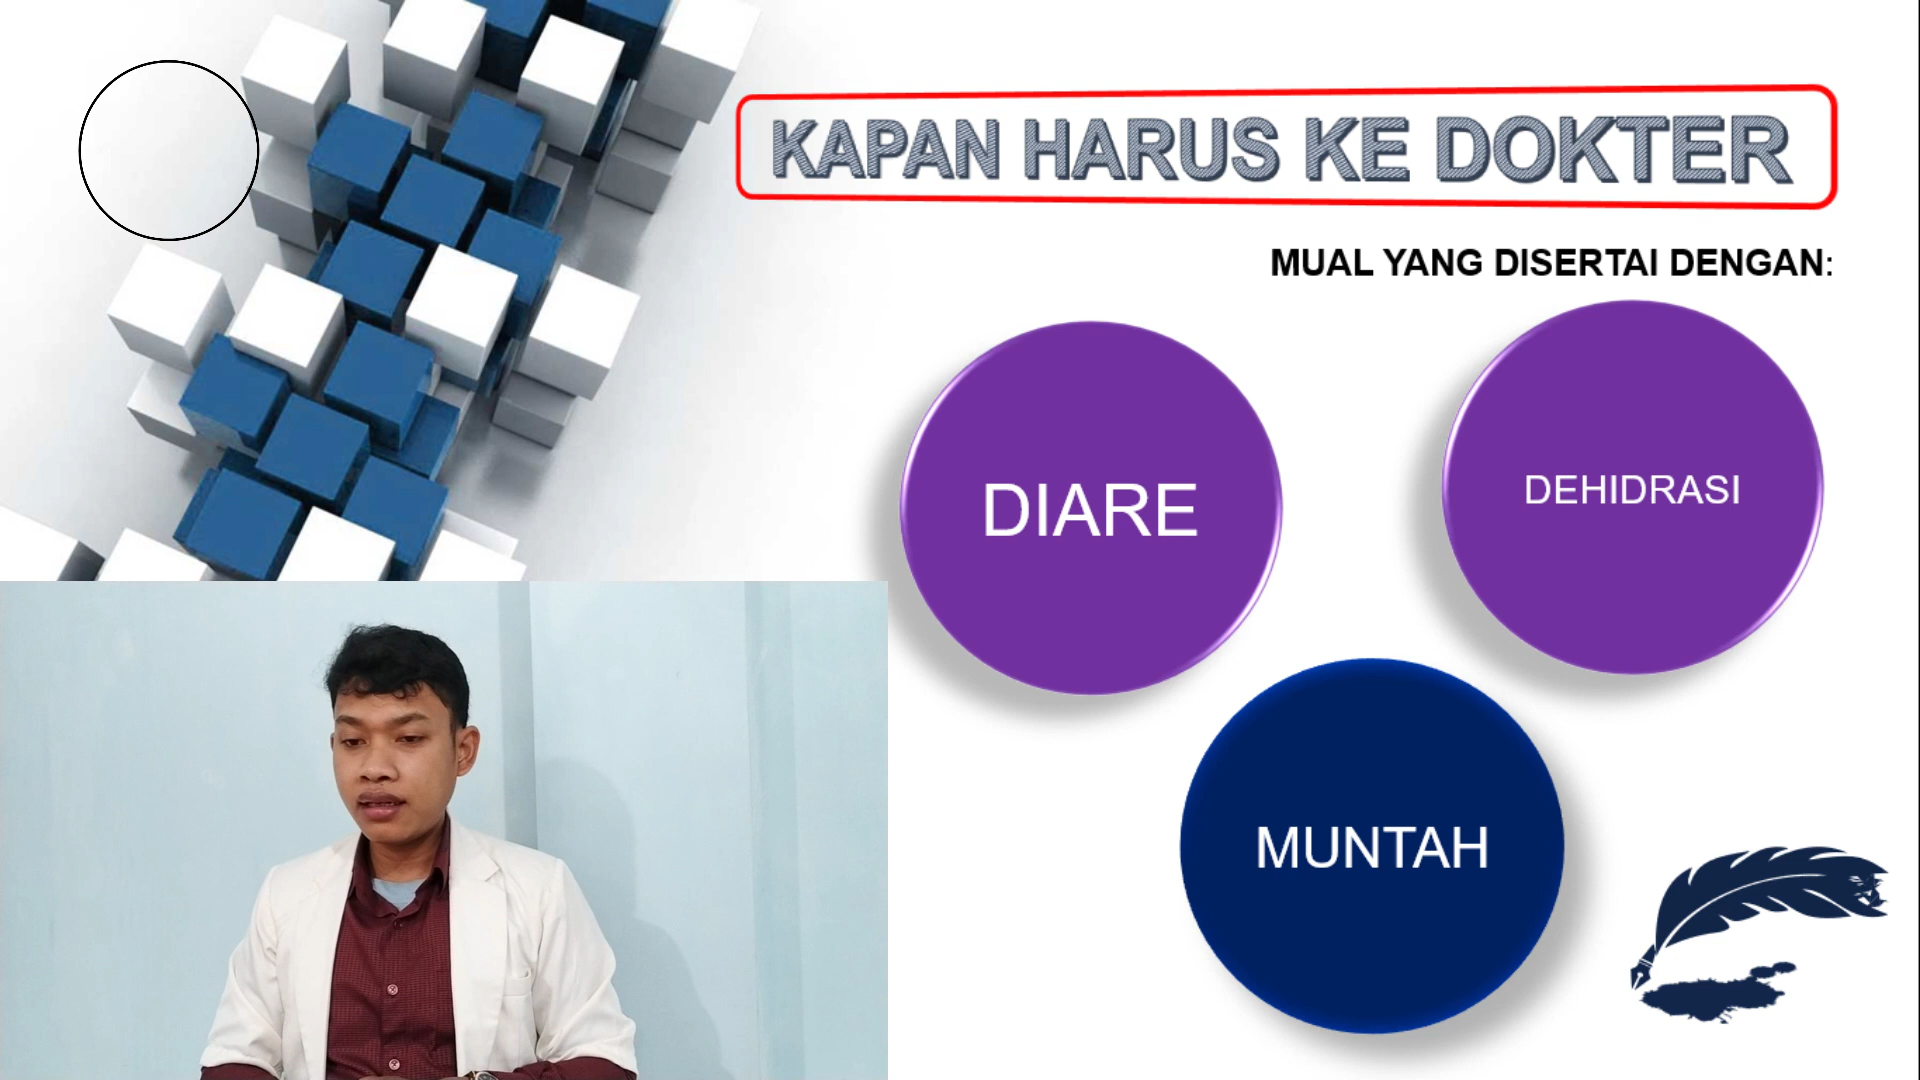 KAPAN HARUS KE DOKTER
MUAL YANG DISERTAI DENGAN:
DIARE
DEHIDRASI
MUNTAH